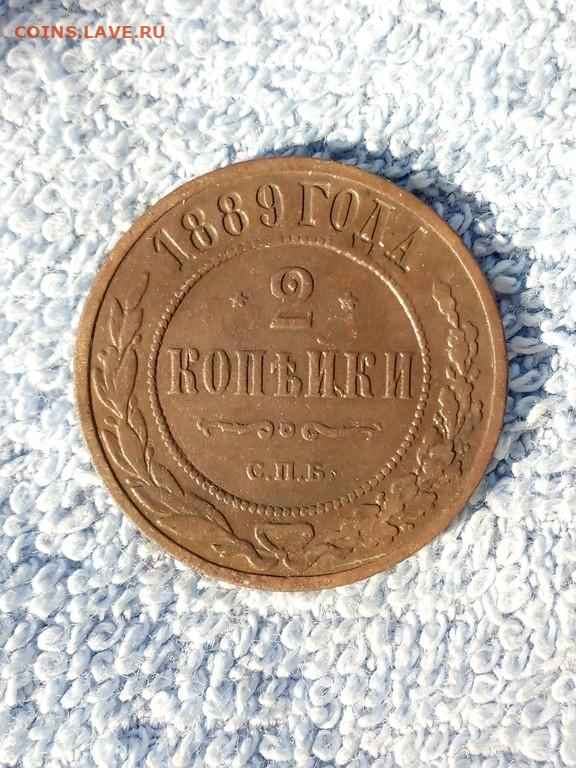 COINS.LAVE.RU
1889 ГОДА
2
КОПѢЙКИ
С.П.Б.